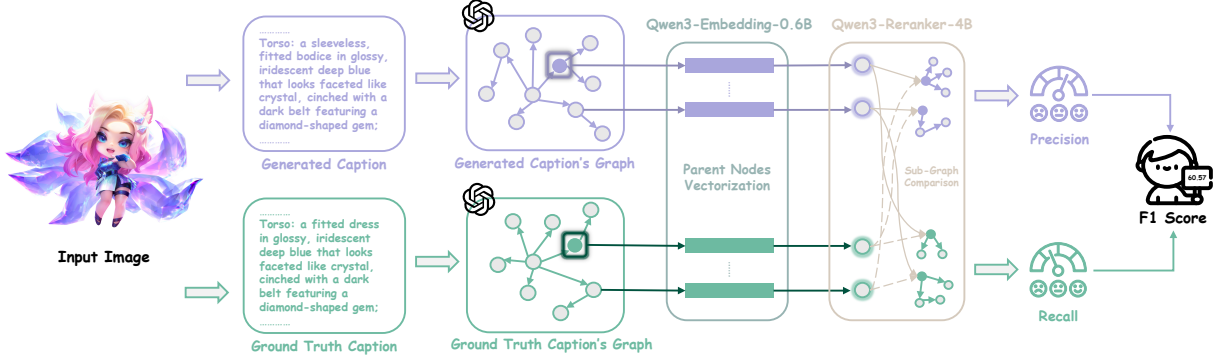 Input Image
…………
Torso: a sleeveless,
fitted bodice in glossy,
iridescent deep blue
that looks faceted like
crystal, cinched with a
dark belt featuring a
diamond-shaped gem;
…………
Generated Caption
…………
Torso: a fitted dress
in glossy, iridescent
deep blue that looks
faceted like crystal,
cinched with a dark
belt featuring a
diamond-shaped gem;
…………
Ground Truth Caption
Generated Caption's Graph
Ground Truth Caption's Graph
Qwen3-Embedding-0.6B
Parent Nodes
Vectorization
Qwen3-Reranker-4B
Sub-Graph
Comparison
Precision
Recall
60.57
F1 Score